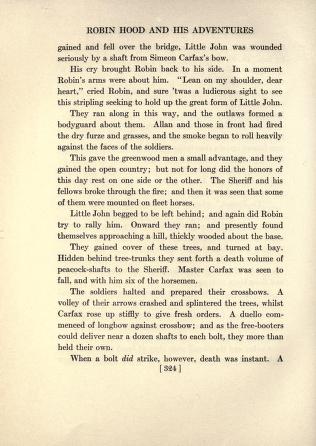 ROBIN HOOD AND HIS ADVENTURES
gained and fell over the bridge, Little John was wounded
seriously by a shaft from Simeon Carfax's bow.
His cry brought Robin back to his side. In a moment
Robin's arms were about him. "Lean on my shoulder, dear
heart," cried Robin, and sure 'twas a ludicrous sight to see
this stripling seeking to hold up the great form of Little John.
They ran along in this way, and the outlaws formed a
bodyguard about them. Allan and those in front had fired
the dry furze and grasses, and the smoke began to roll heavily
against the faces of the soldiers.
This gave the greenwood men a small advantage, and they
gained the open country; but not for long did the honors of
this day rest on one side or the other. The Sheriff and his
fellows broke through the fire; and then it was seen that some
of them were mounted on fleet horses.
Little John begged to be left behind; and again did Robin
try to rally him. Onward they ran; and presently found
themselves approaching a hill, thickly wooded about the base.
They gained cover of these trees, and turned at bay.
Hidden behind tree-trunks they sent forth a death volume of
peacock-shafts to the Sheriff. Master Carfax was seen to
fall, and with him six of the horsemen.
The soldiers halted and prepared their crossbows. A
volley of their arrows crashed and splintered the trees, whilst
Carfax rose up stiffly to give fresh orders. A duello com-
menced of longbow against crossbow; and as the free-booters
could deliver near a dozen shafts to each bolt, they more than
held their own.
When a bolt did strike, however, death was instant. A
[ 324 ]